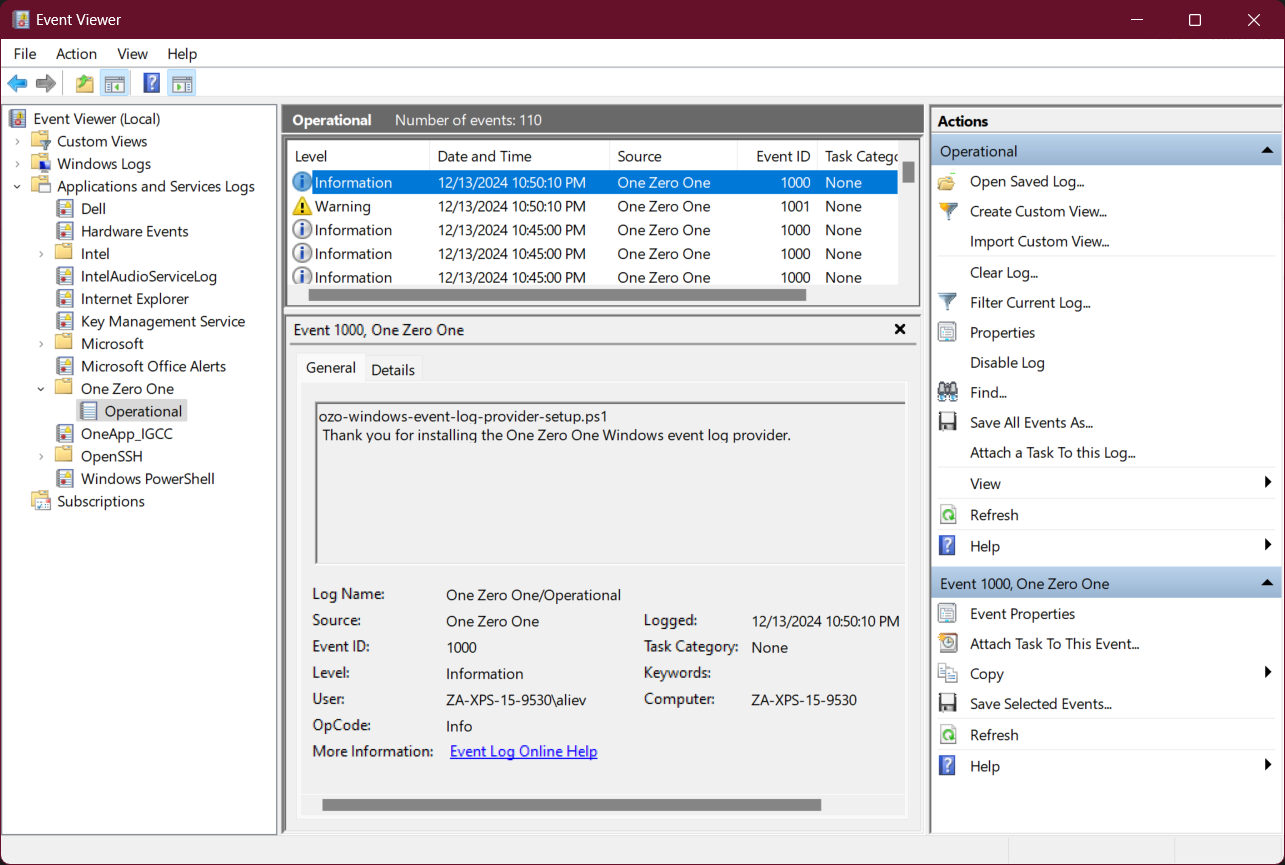 Event Viewer
File Action View Help
Event Viewer (Local)
Custom Views
Windows Logs
Applications and Services Logs
Dell
Hardware Events
Intel
IntelAudioServiceLog
Internet Explorer
Key Management Service
Microsoft
Microsoft Office Alerts
One Zero One
Operational
OneApp_IGCC
OpenSSH
Windows PowerShell
Subscriptions
Operational Number of events: 110
Level Date and Time Source Event ID Task Catego
Information 12/13/2024 10:50:10 PM One Zero One 1000 None
Warning 12/13/2024 10:50:10 PM One Zero One 1001 None
Information 12/13/2024 10:45:00 PM One Zero One 1000 None
Information 12/13/2024 10:45:00 PM One Zero One 1000 None
Information 12/13/2024 10:45:00 PM One Zero One 1000 None
Event 1000, One Zero One
General Details
ozo-windows-event-log-provider-setup.ps1
Thank you for installing the One Zero One Windows event log provider.
Log Name: One Zero One/Operational
Source: One Zero One Logged: 12/13/2024 10:50:10 PM
Event ID: 1000 Task Category: None
Level: Information Keywords:
User: ZA-XPS-15-9530\aliev Computer: ZA-XPS-15-9530
OpCode: Info
More Information: Event Log Online Help
Actions
Operational
Open Saved Log...
Create Custom View...
Import Custom View...
Clear Log...
Filter Current Log...
Properties
Disable Log
Find...
Save All Events As...
Attach a Task To this Log...
View
Refresh
Help
Event 1000, One Zero One
Event Properties
Attach Task To This Event...
Copy
Save Selected Events...
Refresh
Help